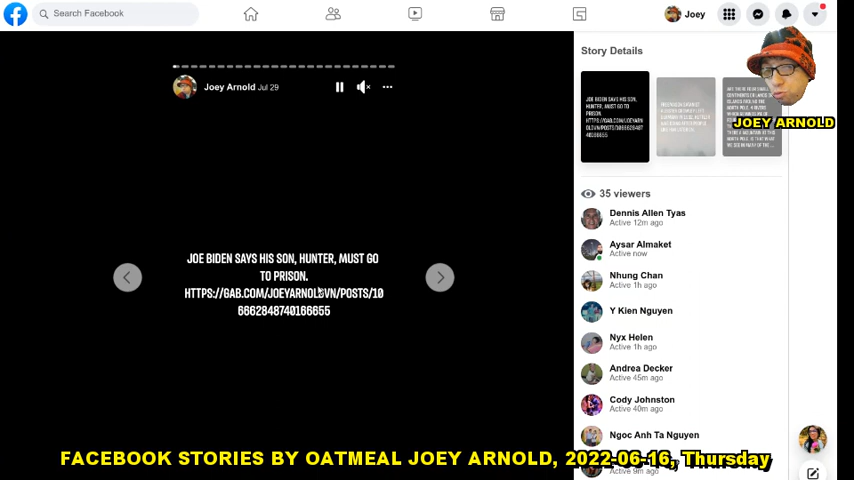 Search Facebook
Joey
Story Details
Joey Arnold Jul 29
JOEY ARNOLD
35 viewers
Dennis Allen Tyas
Active 12m ago
Aysar Almaket
Active now
JOE BIDEN SAYS HIS SON, HUNTER, MUST GO
TO PRISON.
HTTPS://GAB.COM/JOEYARNOLDVN/POSTS/10
6662848740166655
Nhung Chan
Active 1h ago
Y Kien Nguyen
Nyx Helen
Active 1h ago
Andrea Decker
Active 45m ago
Cody Johnston
Active 40m ago
Ngoc Anh Ta Nguyen
Active 9m ago
FACEBOOK STORIES BY OATMEAL JOEY ARNOLD, 2022-06-16, Thursday